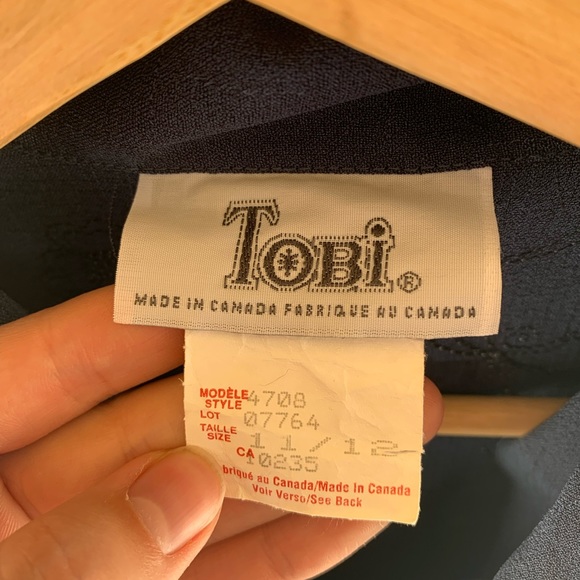 TOBi®
MADE IN CANADA FABRIQUE AU CANADA
MODÈLE 4708
STYLE
LOT 07764
TAILLE 11/12
SIZE
CA 10235
briqué au Canada/Made in Canada
Voir Verso/See Back